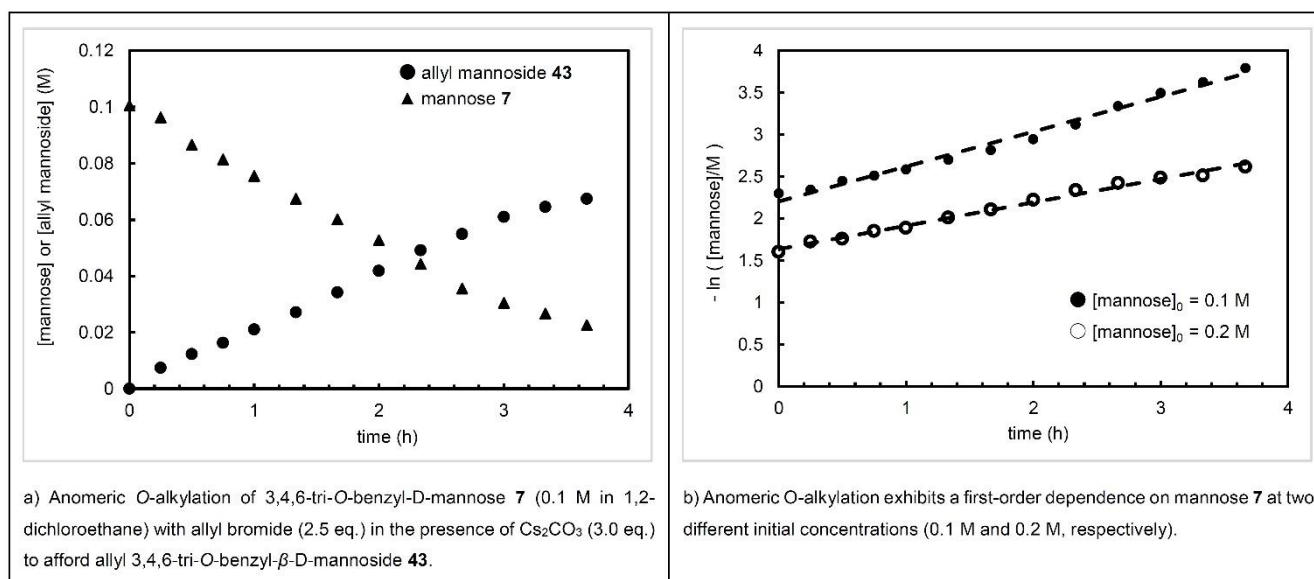 [mannose] or [allyl mannoside] (M)
0.12
0.1
0.08
0.06
0.04
0.02
0
allyl mannoside 43
mannose 7
0
1
2
3
4
time (h)
a) Anomeric O-alkylation of 3,4,6-tri-O-benzyl-D-mannose 7 (0.1 M in 1,2-
dichloroethane) with allyl bromide (2.5 eq.) in the presence of Cs₂CO₃ (3.0 eq.)
to afford allyl 3,4,6-tri-O-benzyl-β-D-mannoside 43.
- ln ( [mannose]/M )
4
3.5
3
2.5
2
1.5
1
0.5
0
[mannose]₀ = 0.1 M
[mannose]₀ = 0.2 M
0
1
2
3
4
time (h)
b) Anomeric O-alkylation exhibits a first-order dependence on mannose 7 at two
different initial concentrations (0.1 M and 0.2 M, respectively).